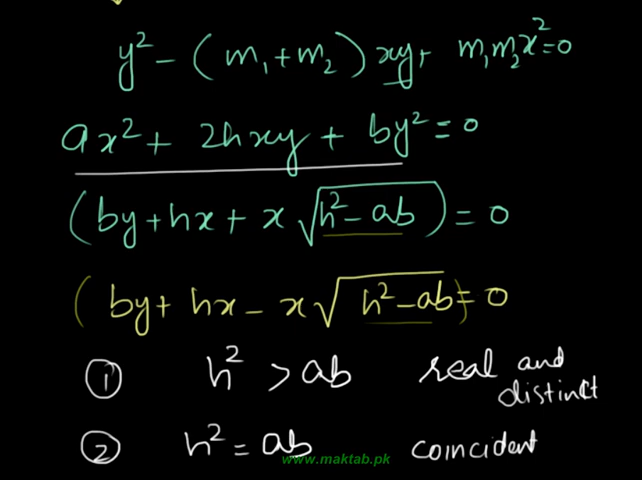 y² - (m₁+m₂) xy + m₁m₂x² = 0
ax² + 2hxy + by² = 0
(by + hx + x √(h² - ab)) = 0
(by + hx - x √(h² - ab)) = 0
① h² > ab real and distinct
② h² = ab coincident
www.maktab.pk